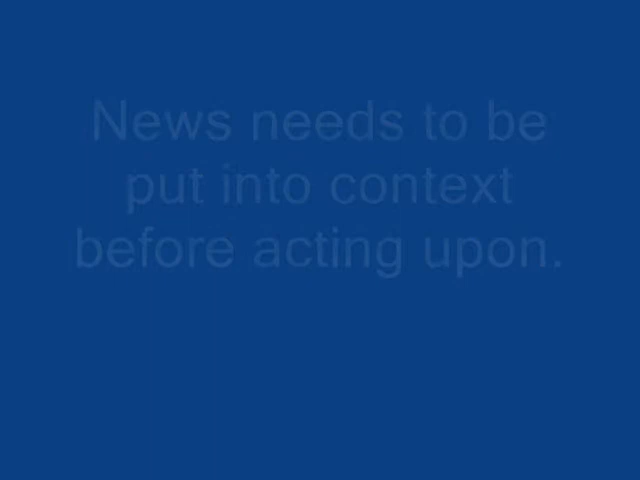 News needs to be
put into context
before acting upon.